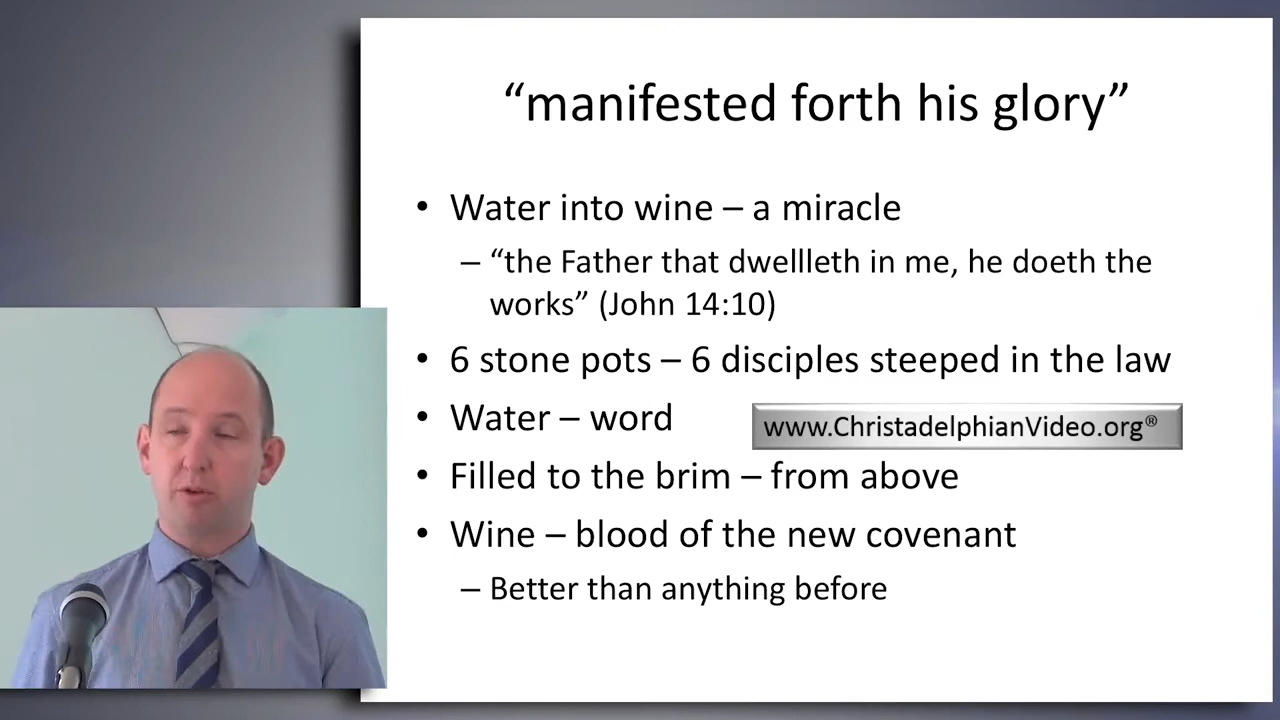 “manifested forth his glory”
• Water into wine – a miracle
– “the Father that dwellleth in me, he doeth the
works” (John 14:10)
• 6 stone pots – 6 disciples steeped in the law
• Water – word
www.ChristadelphianVideo.org®
• Filled to the brim – from above
• Wine – blood of the new covenant
– Better than anything before